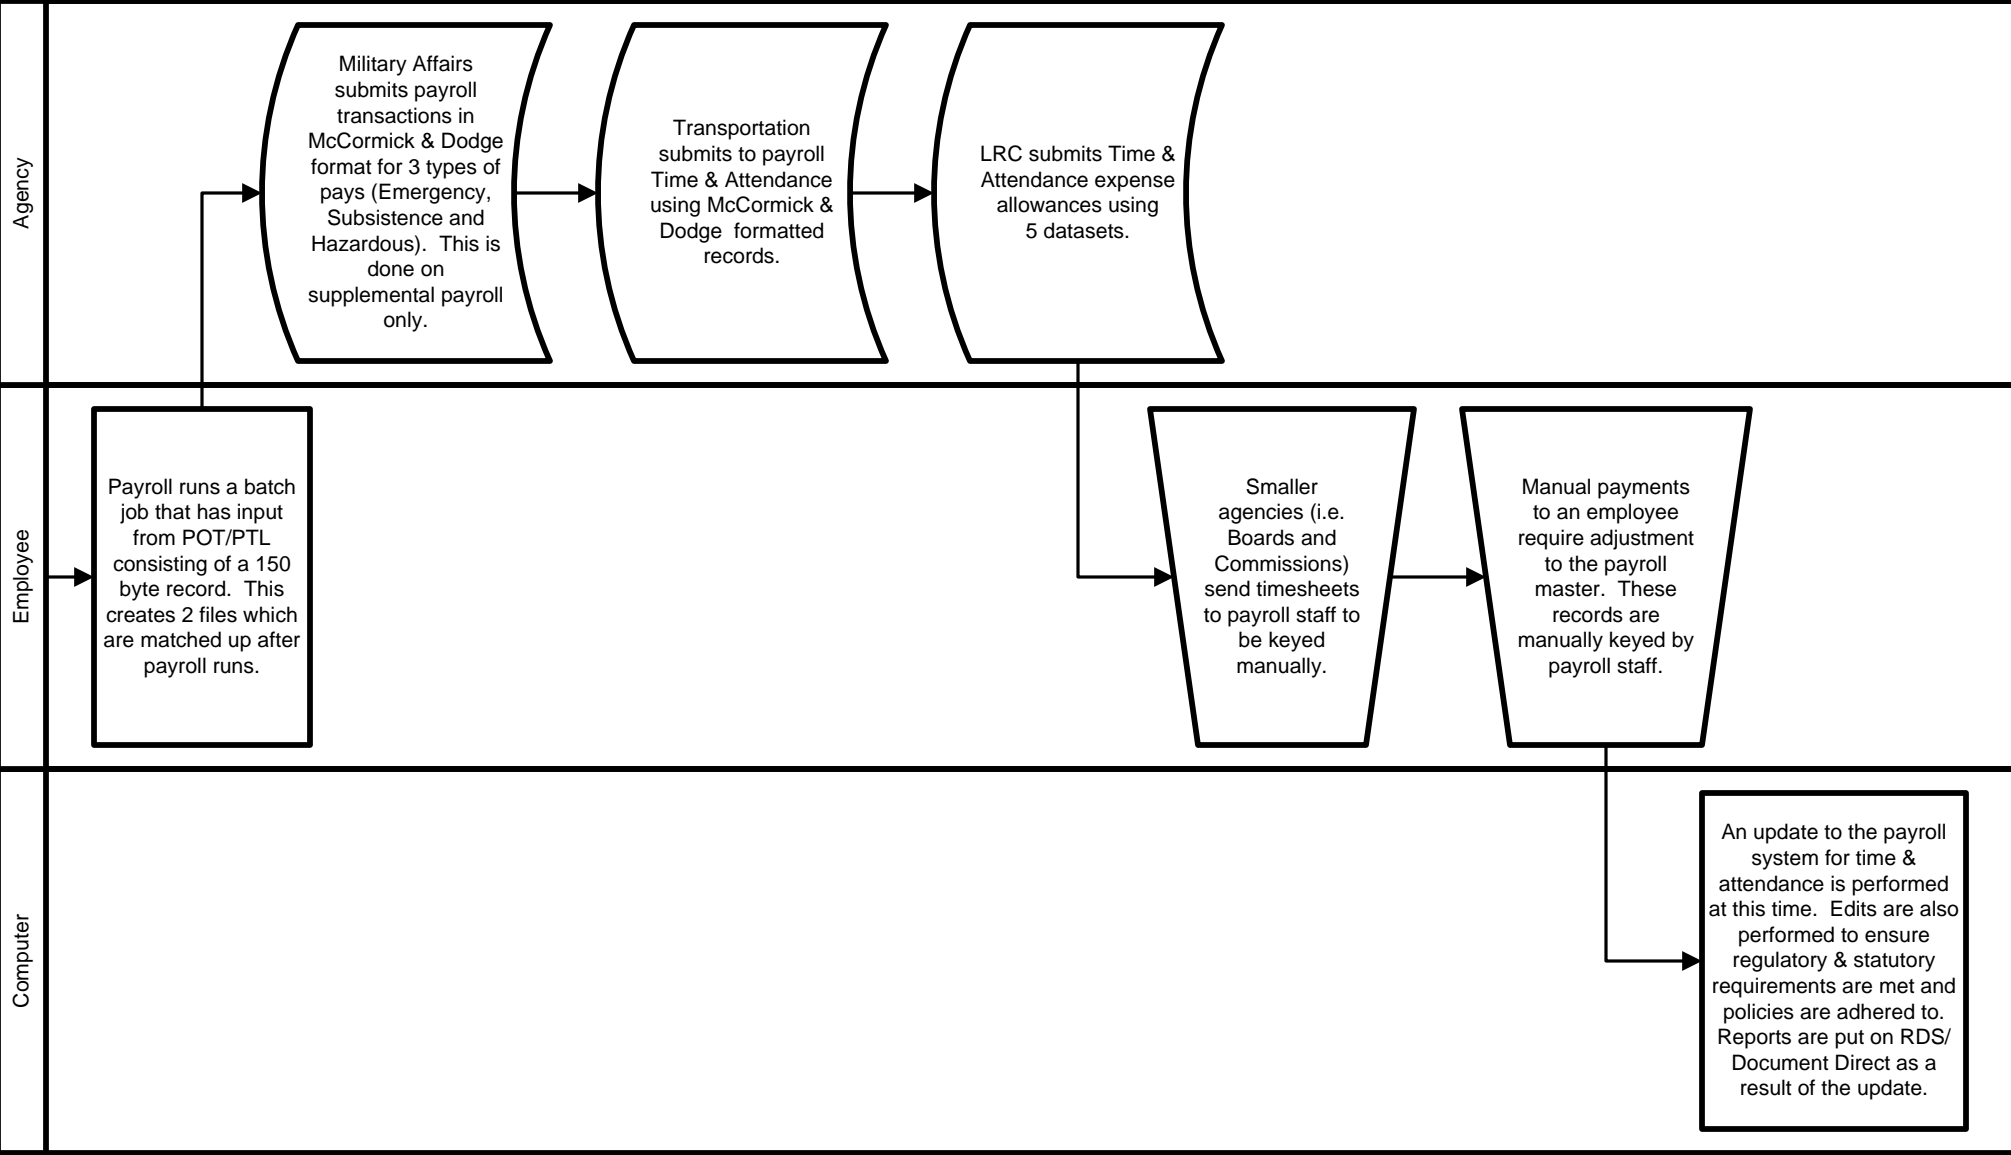 Agency
Military Affairs
submits payroll
transactions in
McCormick & Dodge
format for 3 types of
pays (Emergency,
Subsistence and
Hazardous).  This is
done on
supplemental payroll
only.
Transportation
submits to payroll
Time & Attendance
using McCormick &
Dodge  formatted
records.
LRC submits Time &
Attendance expense
allowances using
5 datasets.
Employee
Payroll runs a batch
job that has input
from POT/PTL
consisting of a 150
byte record.  This
creates 2 files which
are matched up after
payroll runs.
Smaller
agencies (i.e.
Boards and
Commissions)
send timesheets
to payroll staff to
be keyed
manually.
Manual payments
to an employee
require adjustment
to the payroll
master.  These
records are
manually keyed by
payroll staff.
Computer
An update to the payroll
system for time &
attendance is performed
at this time.  Edits are also
performed to ensure
regulatory & statutory
requirements are met and
policies are adhered to.
Reports are put on RDS/
Document Direct as a
result of the update.